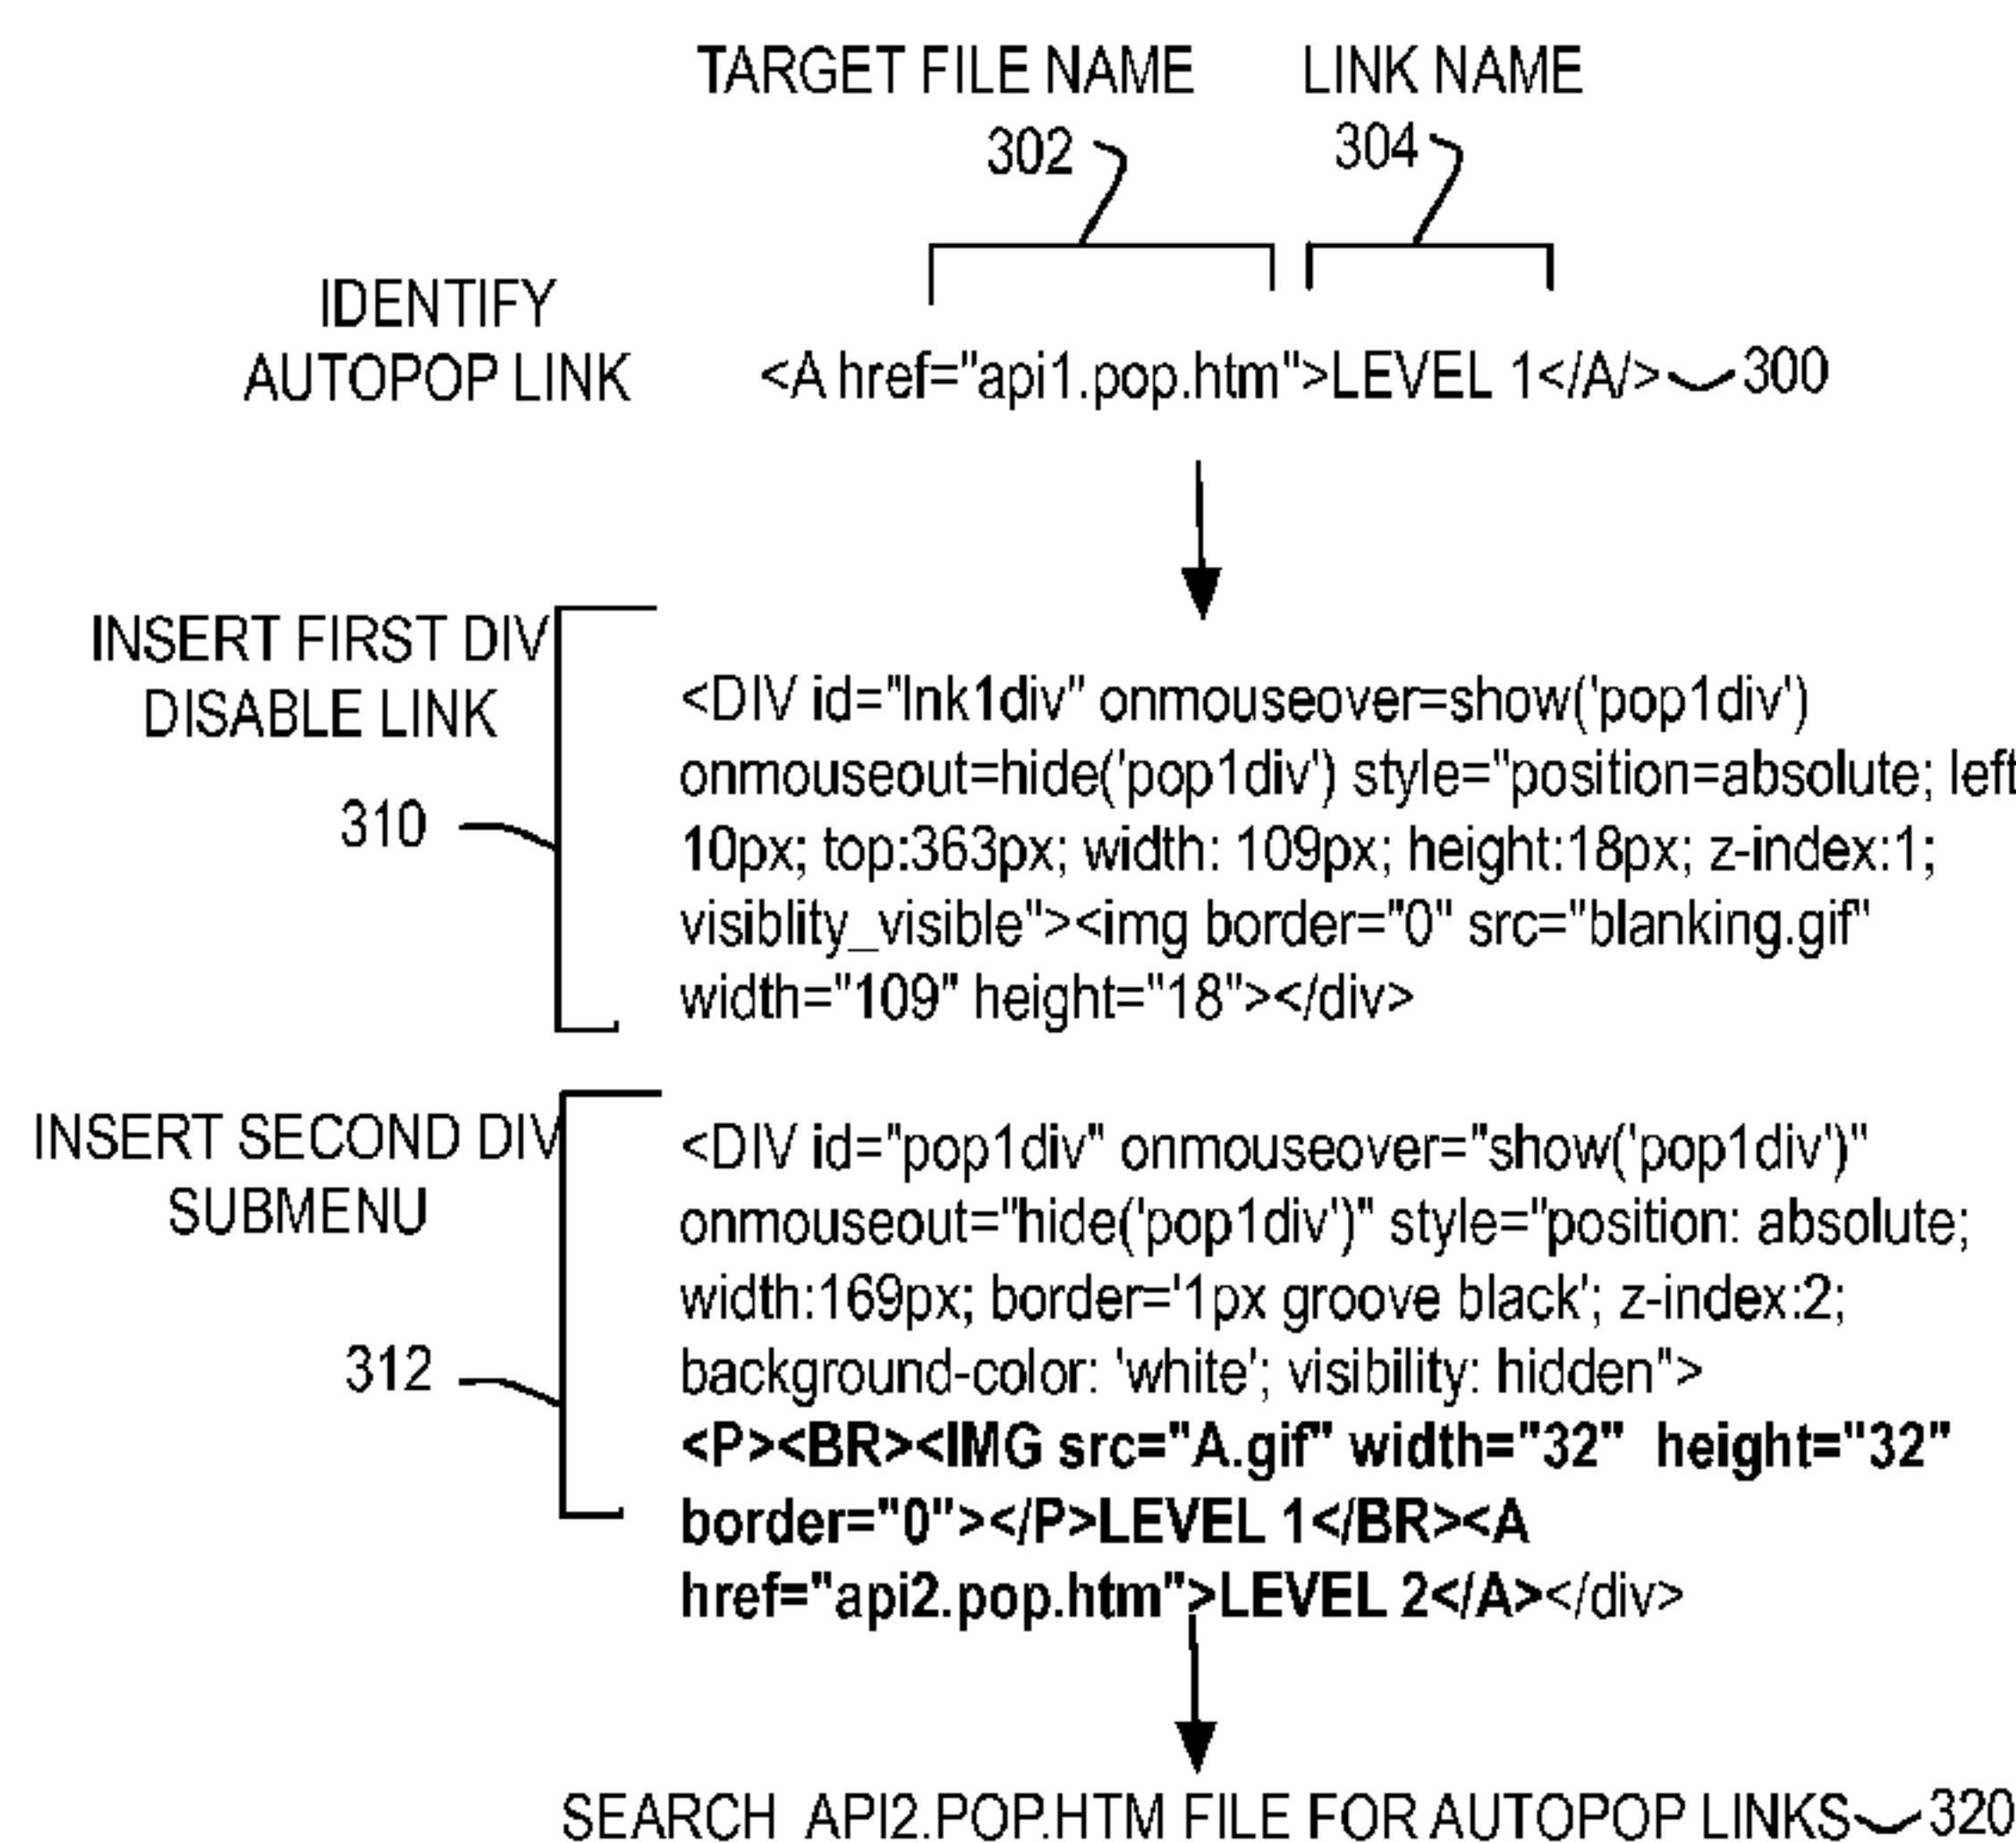 TARGET FILE NAME LINK NAME
302 304
IDENTIFY
AUTOPOP LINK
<A href="api1.pop.htm">LEVEL 1</A/> 300
INSERT FIRST DIV
DISABLE LINK
310
<DIV id="lnk1div" onmouseover=show('pop1div')
onmouseout=hide('pop1div') style="position=absolute; left
10px; top:363px; width: 109px; height:18px; z-index:1;
visiblity_visible"><img border="0" src="blanking.gif"
width="109" height="18"></div>
INSERT SECOND DIV
SUBMENU
312
<DIV id="pop1div" onmouseover="show('pop1div')"
onmouseout="hide('pop1div')" style="position: absolute;
width:169px; border='1px groove black'; z-index:2;
background-color: 'white'; visibility: hidden">
<P><BR><IMG src="A.gif" width="32" height="32"
border="0"></P>LEVEL 1</BR><A
href="api2.pop.htm">LEVEL 2</A></div>
SEARCH API2.POP.HTM FILE FOR AUTOPOP LINKS 320